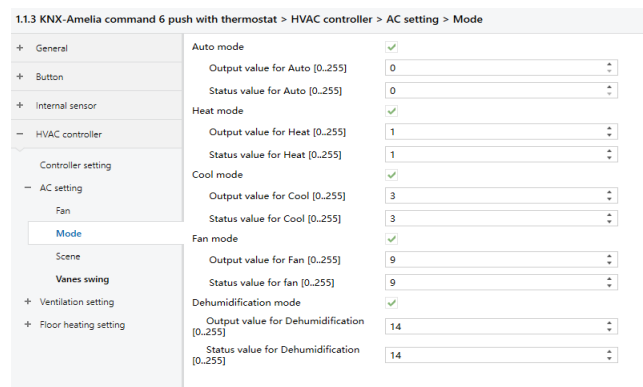 1.1.3 KNX-Amelia command 6 push with thermostat > HVAC controller > AC setting > Mode
+ General
+ Button
+ Internal sensor
− HVAC controller
Controller setting
− AC setting
Fan
Mode
Scene
Vanes swing
+ Ventilation setting
+ Floor heating setting
Auto mode
Output value for Auto [0..255] 0
Status value for Auto [0..255] 0
Heat mode
Output value for Heat [0..255] 1
Status value for Heat [0..255] 1
Cool mode
Output value for Cool [0..255] 3
Status value for Cool [0..255] 3
Fan mode
Output value for Fan [0..255] 9
Status value for fan [0..255] 9
Dehumidification mode
Output value for Dehumidification
[0..255] 14
Status value for Dehumidification
[0..255] 14